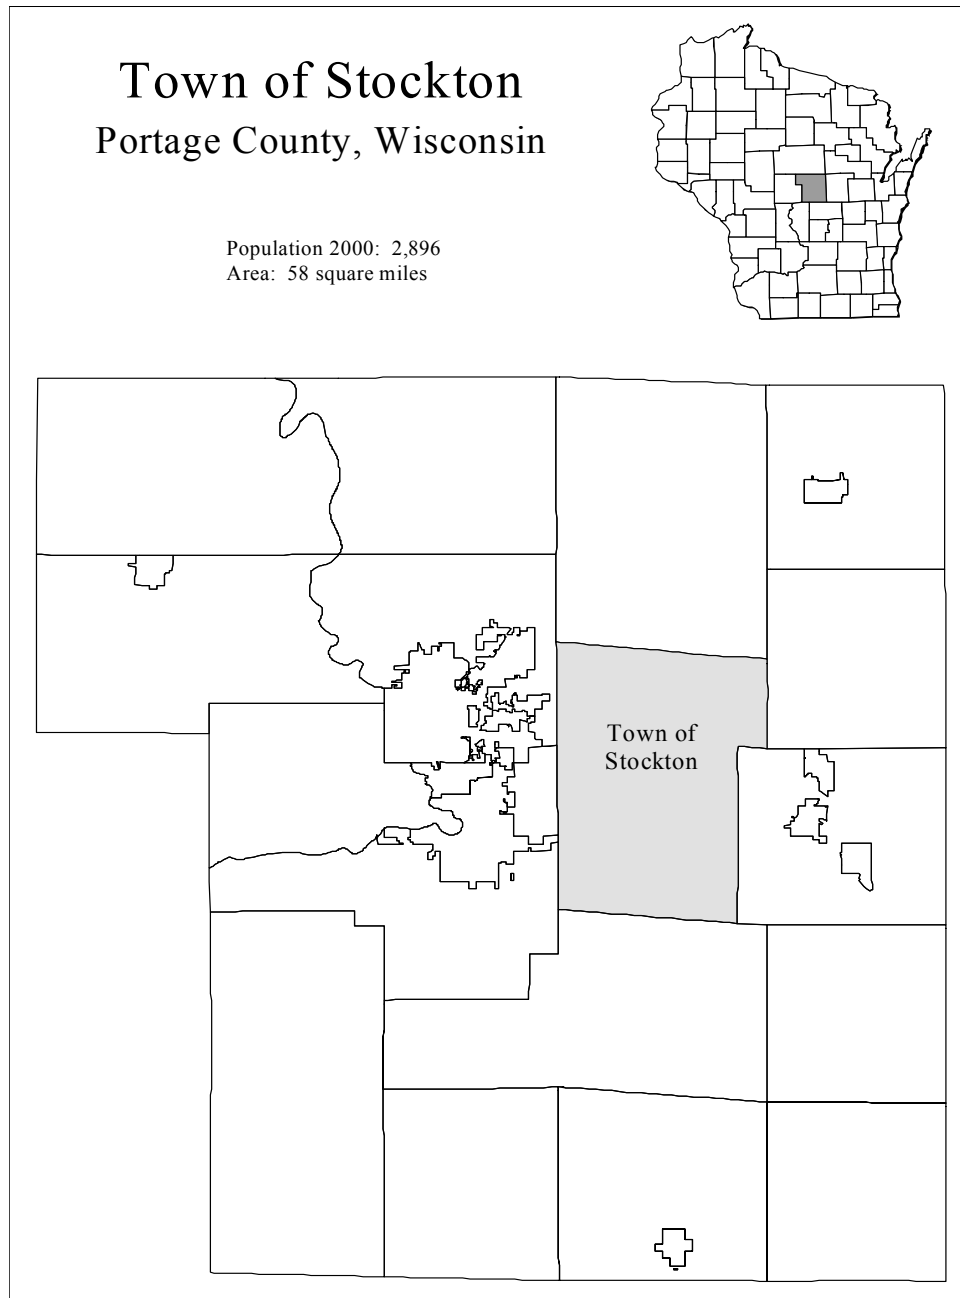 Town of Stockton
Portage County, Wisconsin
Population 2000: 2,896
Area: 58 square miles
Town of
Stockton